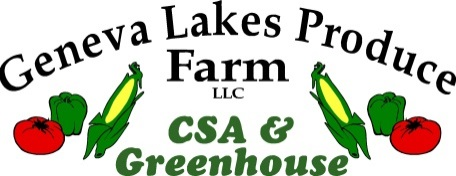 Geneva Lakes Produce
Farm
LLC
CSA &
Greenhouse